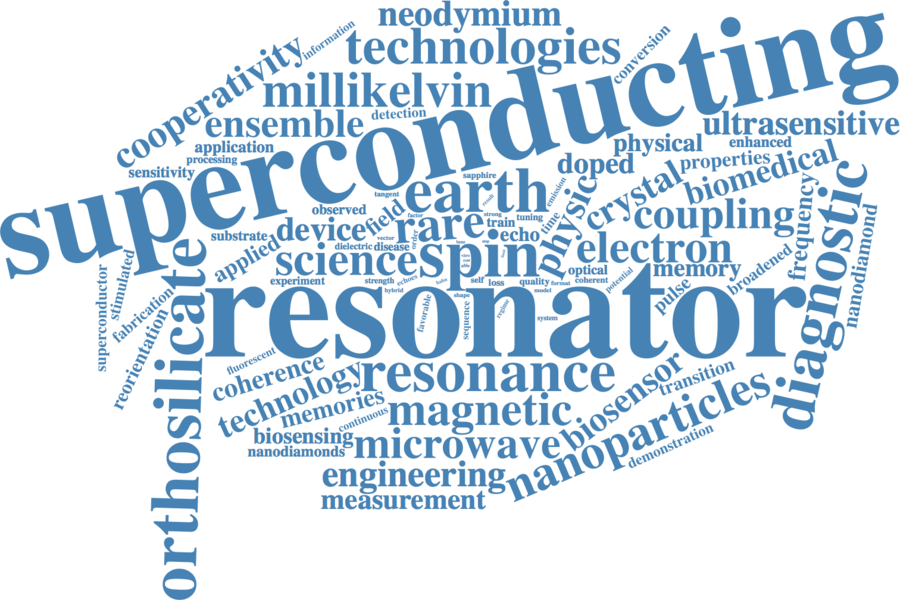 neodymium
information
technologies
conversion
superconducting
cooperativity
millikelvin
detection
ensemble
ultrasensitive
physical
enhanced
application
processing
sensitivity
doped
properties
biomedical
crystal
sapphire
emission
earth
tangent
result
observed
field
factor
strong
rare
train
tuning
time
physic
coupling
frequency
diagnostic
nanodiamond
substrate
device
vector
order
echo
dielectric
disease
applied
science
spin
electron
optical
coherent
potential
memory
broadened
superconductor
stimulated
fabrication
reorientation
orthosilicate
experiment
strength
echoes
self
loss
quality
format
hybrid
shape
model
favorable
sequence
regime
system
pulse
resonator
fluorescent
coherence
technology
resonance
memories
continuous
magnetic
biosensor
transition
biosensing
nanodiamonds
microwave
nanoparticles
demonstration
engineering
measurement